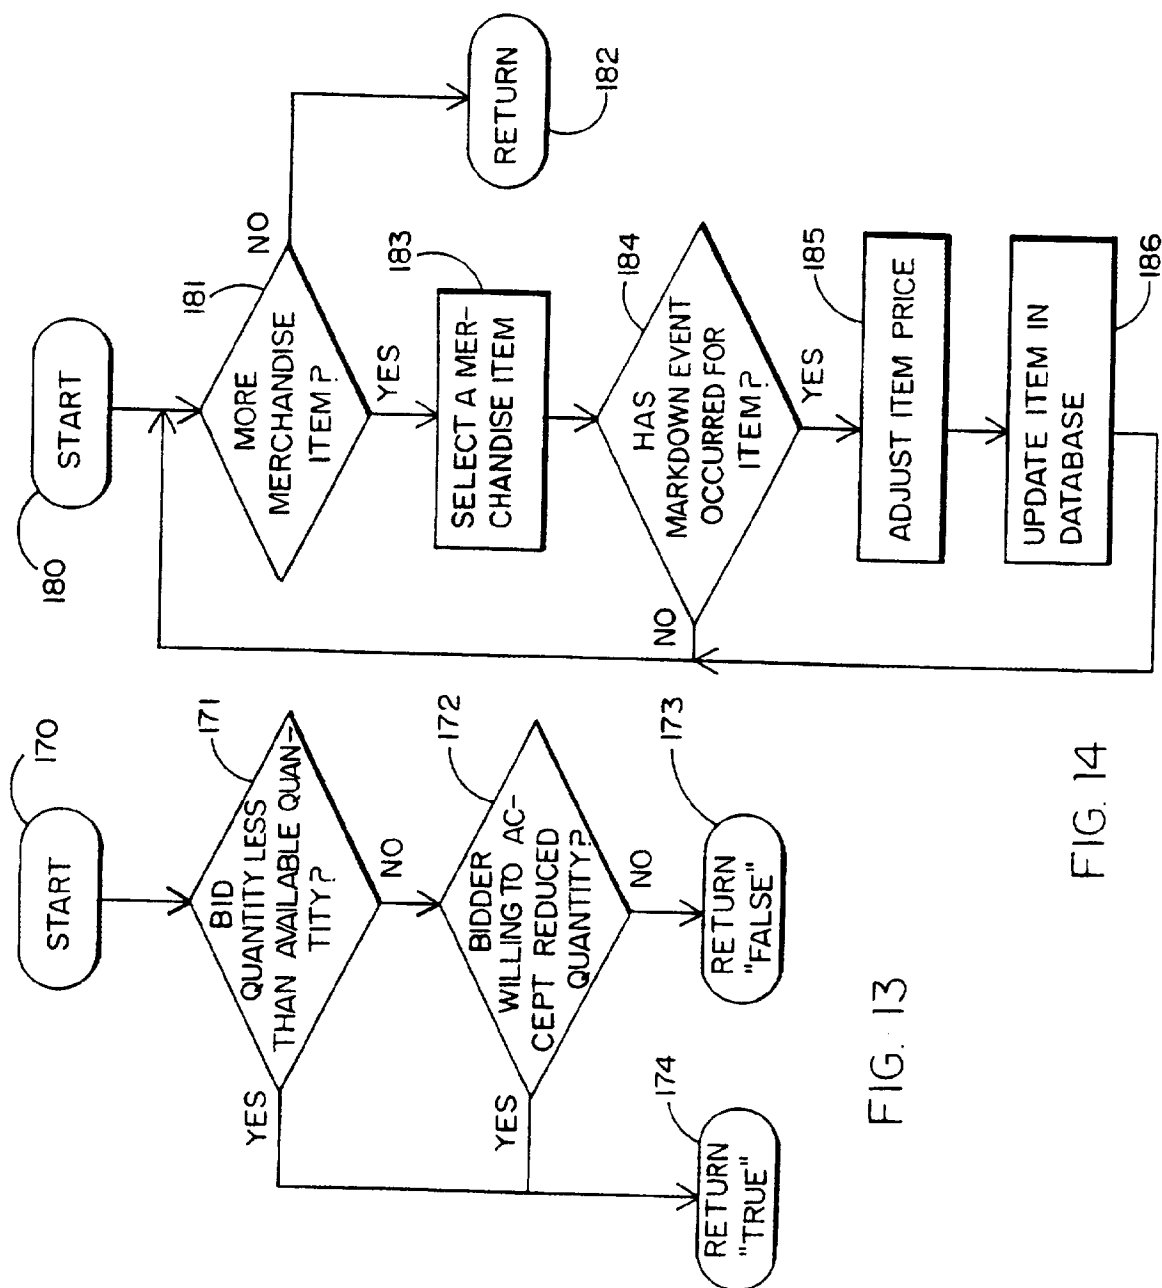 170
START
171
BID
QUANTITY LESS
THAN AVAILABLE QUAN-
TITY?
YES
NO
172
BIDDER
WILLING TO AC-
CEPT REDUCED
QUANTITY?
YES
NO
174
RETURN
"TRUE"
173
RETURN
"FALSE"
FIG. 13
180
START
181
MORE
MERCHANDISE
ITEM?
NO
YES
RETURN
182
183
SELECT A MER-
CHANDISE ITEM
184
HAS
MARKDOWN EVENT
OCCURRED FOR
ITEM?
NO
YES
185
ADJUST ITEM PRICE
186
UPDATE ITEM IN
DATABASE
FIG. 14